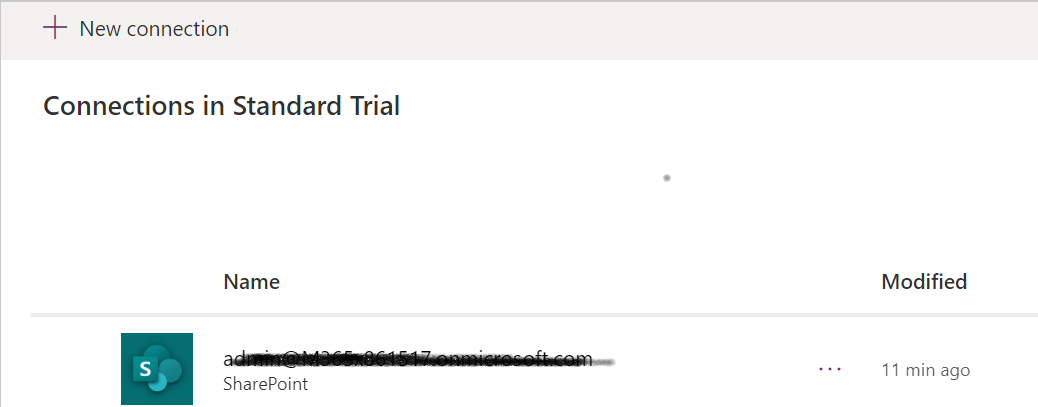 New connection
Connections in Standard Trial
Name Modified
S
SharePoint 11 min ago